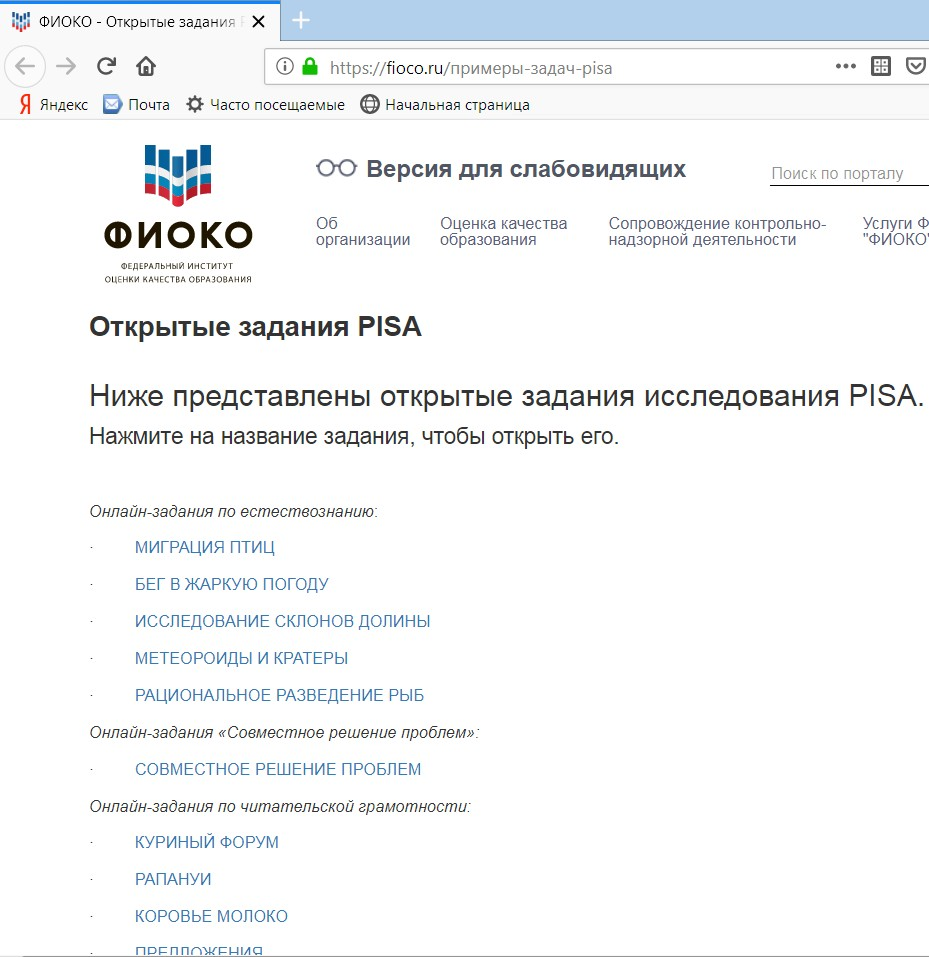 ФИОКО - Открытые задания
https://fioco.ru/примеры-задач-pisa
Яндекс Почта Часто посещаемые Начальная страница
Версия для слабовидящих
Поиск по порталу
ФИОКО
ФЕДЕРАЛЬНЫЙ ИНСТИТУТ
ОЦЕНКИ КАЧЕСТВА ОБРАЗОВАНИЯ
Об
организации
Оценка качества
образования
Сопровождение контрольно-
надзорной деятельности
Услуги Ф
"ФИОКО"
Открытые задания PISA
Ниже представлены открытые задания исследования PISA.
Нажмите на название задания, чтобы открыть его.
Онлайн-задания по естествознанию:
· МИГРАЦИЯ ПТИЦ
· БЕГ В ЖАРКУЮ ПОГОДУ
· ИССЛЕДОВАНИЕ СКЛОНОВ ДОЛИНЫ
· МЕТЕОРОИДЫ И КРАТЕРЫ
· РАЦИОНАЛЬНОЕ РАЗВЕДЕНИЕ РЫБ
Онлайн-задания «Совместное решение проблем»:
· СОВМЕСТНОЕ РЕШЕНИЕ ПРОБЛЕМ
Онлайн-задания по читательской грамотности:
· КУРИНЫЙ ФОРУМ
· РАПАНУИ
· КОРОВЬЕ МОЛОКО
· ПРЕДЛОЖЕНИЯ